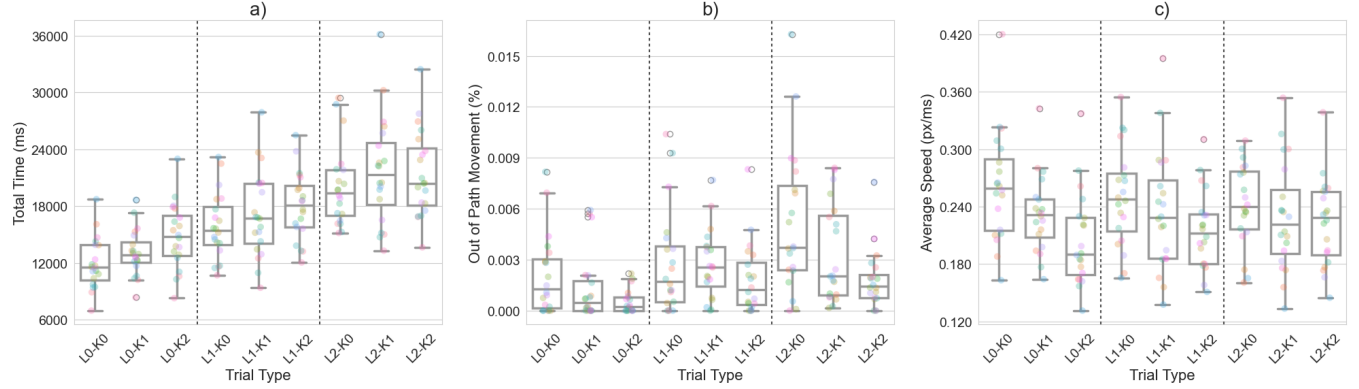 a)
Total Time (ms)
36000
30000
24000
18000
12000
6000
L0-K0
L0-K1
L0-K2
L1-K0
L1-K1
L1-K2
L2-K0
L2-K1
L2-K2
Trial Type
b)
Out of Path Movement (%)
0.015
0.012
0.009
0.006
0.003
0.000
L0-K0
L0-K1
L0-K2
L1-K0
L1-K1
L1-K2
L2-K0
L2-K1
L2-K2
Trial Type
c)
Average Speed (px/ms)
0.420
0.360
0.300
0.240
0.180
0.120
L0-K0
L0-K1
L0-K2
L1-K0
L1-K1
L1-K2
L2-K0
L2-K1
L2-K2
Trial Type